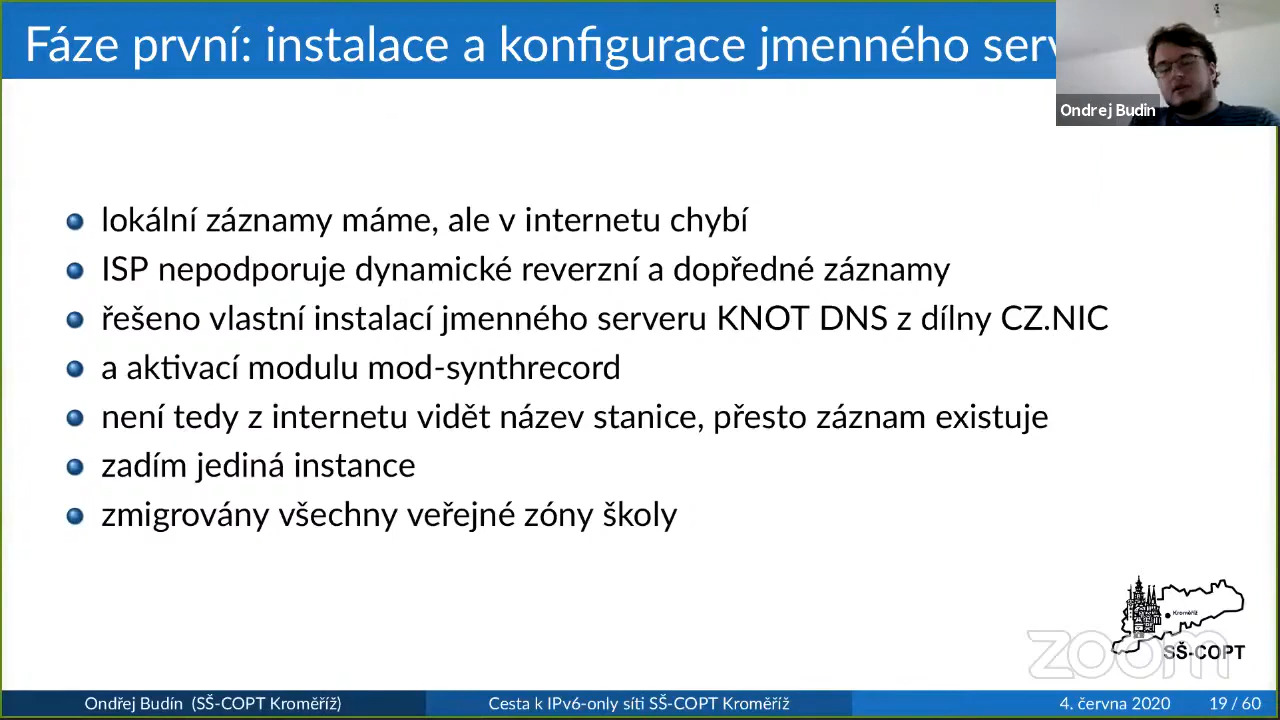 Fáze první: instalace a konfigurace jmenného serv
Ondrej Budin
lokální záznamy máme, ale v internetu chybí
ISP nepodporuje dynamické reverzní a dopředné záznamy
řešeno vlastní instalací jmenného serveru KNOT DNS z dílny CZ.NIC
a aktivací modulu mod-synthrecord
není tedy z internetu vidět název stanice, přesto záznam existuje
zadím jediná instance
zmigrovány všechny veřejné zóny školy
Kroměříž
zoom
SŠ-COPT
Ondřej Budín (SŠ-COPT Kroměříž) Cesta k IPv6-only síti SŠ-COPT Kroměříž 4. června 2020 19 / 60